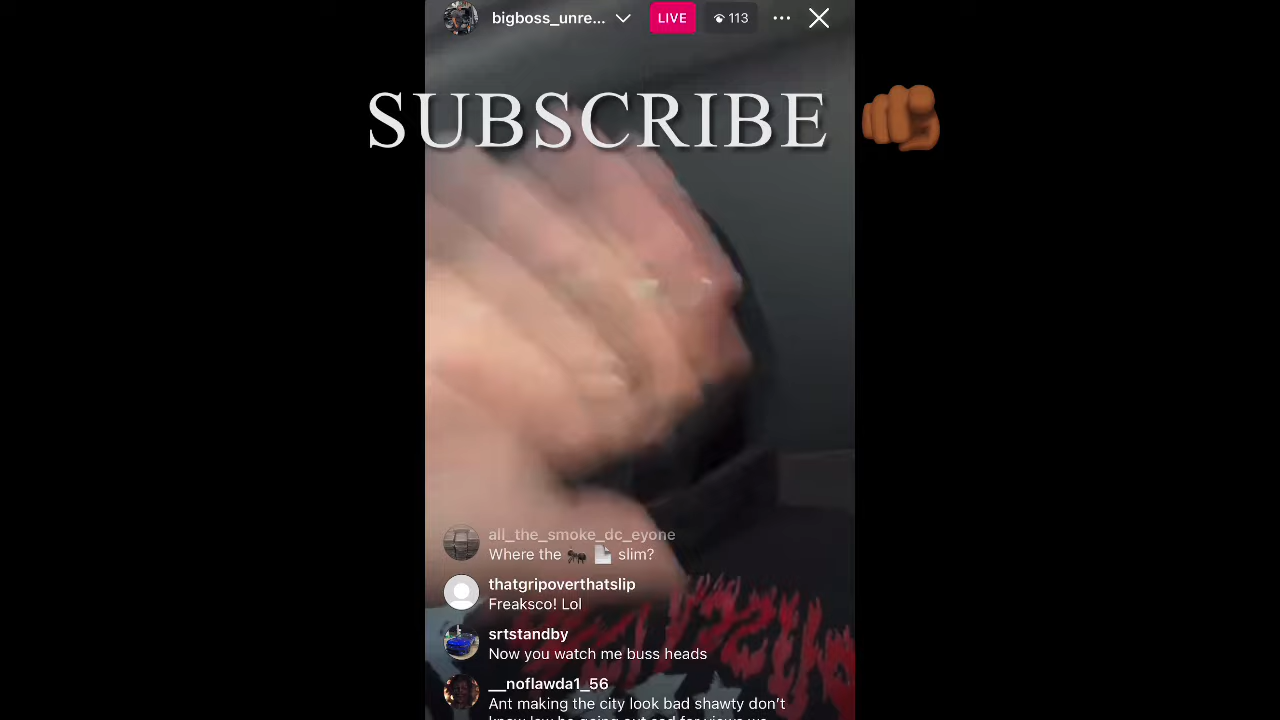 bigboss_unre...
LIVE
113
SUBSCRIBE
all_the_smoke_dc_eyone
Where the 🐜 📄 slim?
thatgripoverthatslip
Freaksco! Lol
srtstandby
Now you watch me buss heads
__noflawda1_56
Ant making the city look bad shawty don't